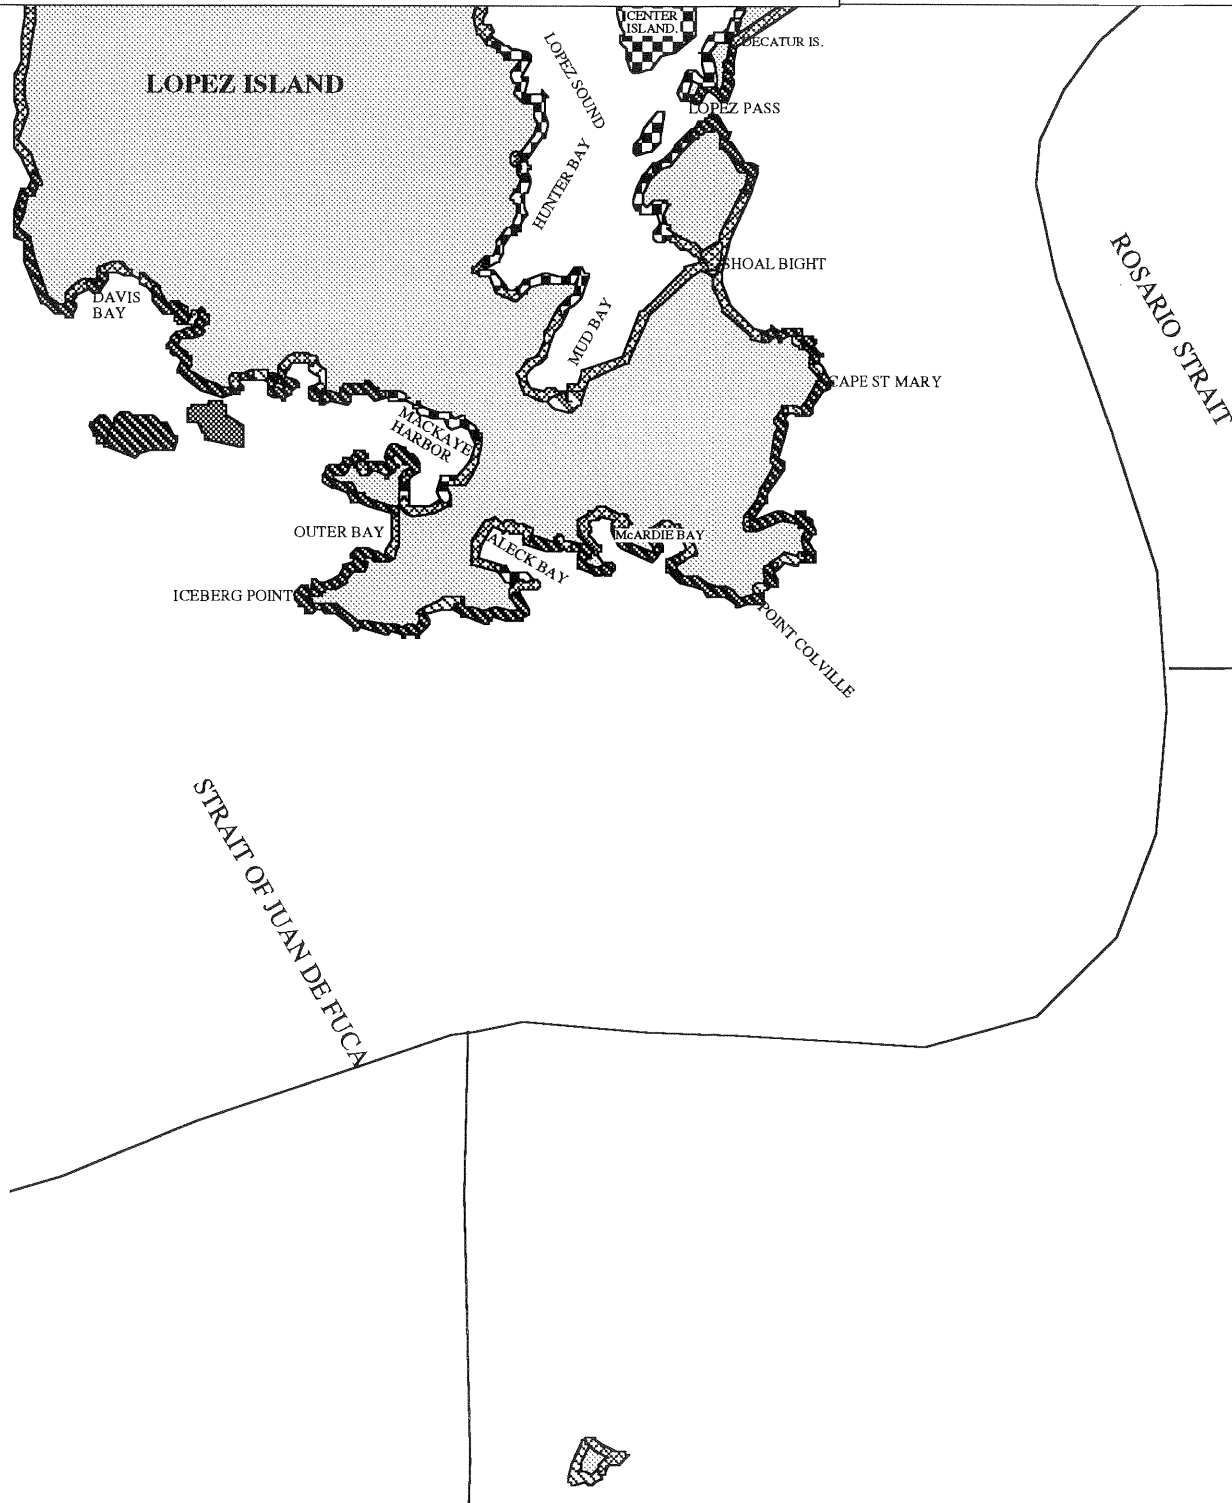 CENTER
ISLAND.
DECATUR IS.
LOPEZ ISLAND
LOPEZ SOUND
LOPEZ PASS
HUNTER BAY
SHOAL BIGHT
ROSARIO STRAIT
DAVIS
BAY
MUD BAY
CAPE ST MARY
MACKAYE
HARBOR
OUTER BAY
ALECK BAY
McARDIE BAY
ICEBERG POINT
POINT COLVILLE
STRAIT OF JUAN DE FUCA